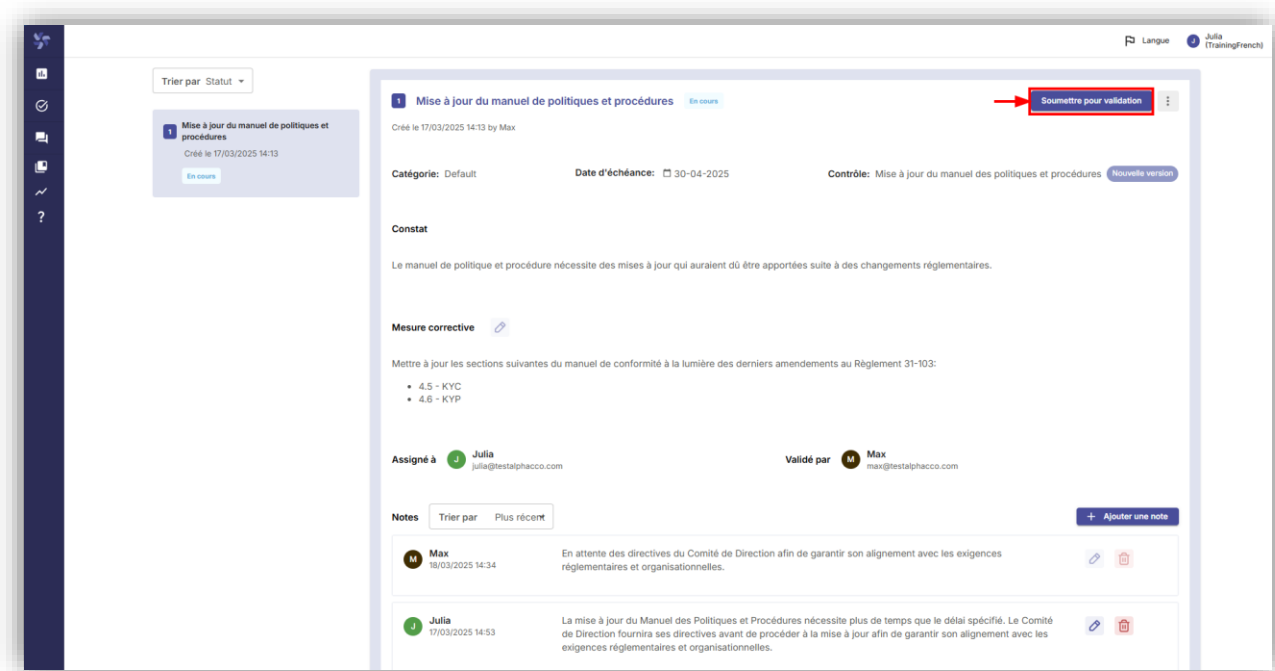 Langue
J
Julia
(TrainingFrench)
Trier par Statut
1
Mise à jour du manuel de politiques et
procédures
Créé le 17/03/2025 14:13
En cours
1 Mise à jour du manuel de politiques et procédures En cours
Soumettre pour validation
Créé le 17/03/2025 14:13 by Max
Catégorie: Default
Date d'échéance: 30-04-2025
Contrôle: Mise à jour du manuel des politiques et procédures Nouvelle version
Constat
Le manuel de politique et procédure nécessite des mises à jour qui auraient dû être apportées suite à des changements réglementaires.
Mesure corrective
Mettre à jour les sections suivantes du manuel de conformité à la lumière des derniers amendements au Règlement 31-103:
• 4.5 - KYC
• 4.6 - KYP
Assigné à
J
Julia
julia@testalphacco.com
Validé par
M
Max
max@testalphacco.com
Notes
Trier par Plus récent
+ Ajouter une note
M
Max
18/03/2025 14:34
En attente des directives du Comité de Direction afin de garantir son alignement avec les exigences
réglementaires et organisationnelles.
J
Julia
17/03/2025 14:53
La mise à jour du Manuel des Politiques et Procédures nécessite plus de temps que le délai spécifié. Le Comité
de Direction fournira ses directives avant de procéder à la mise à jour afin de garantir son alignement avec les
exigences réglementaires et organisationnelles.
?